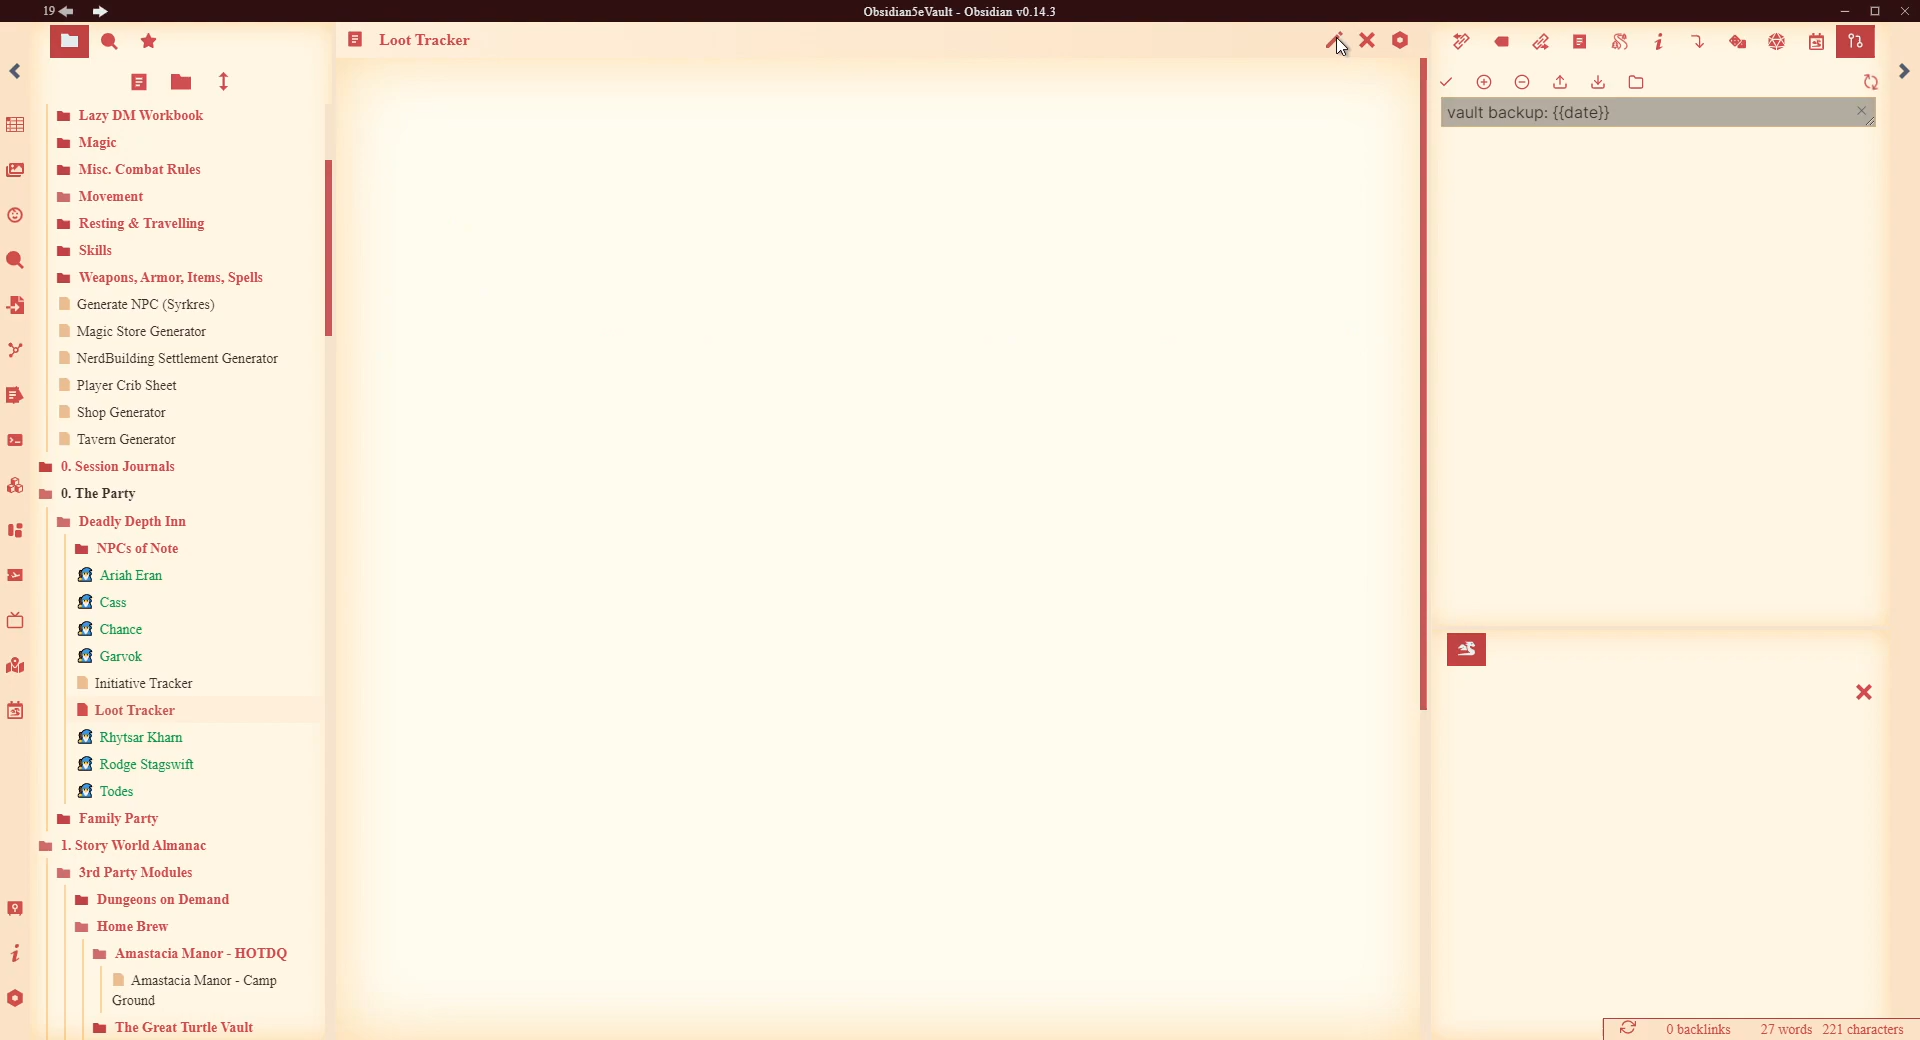 19
Obsidian5eVault - Obsidian v0.14.3
Loot Tracker
Lazy DM Workbook
Magic
Misc. Combat Rules
Movement
Resting & Travelling
Skills
Weapons, Armor, Items, Spells
Generate NPC (Syrkres)
Magic Store Generator
NerdBuilding Settlement Generator
Player Crib Sheet
Shop Generator
Tavern Generator
0. Session Journals
0. The Party
Deadly Depth Inn
NPCs of Note
Ariah Eran
Cass
Chance
Garvok
Initiative Tracker
Loot Tracker
Rhytsar Kharn
Rodge Stagswift
Todes
Family Party
1. Story World Almanac
3rd Party Modules
Dungeons on Demand
Home Brew
Amastacia Manor - HOTDQ
Amastacia Manor - Camp
Ground
The Great Turtle Vault
vault backup: {{date}}
0 backlinks 27 words 221 characters